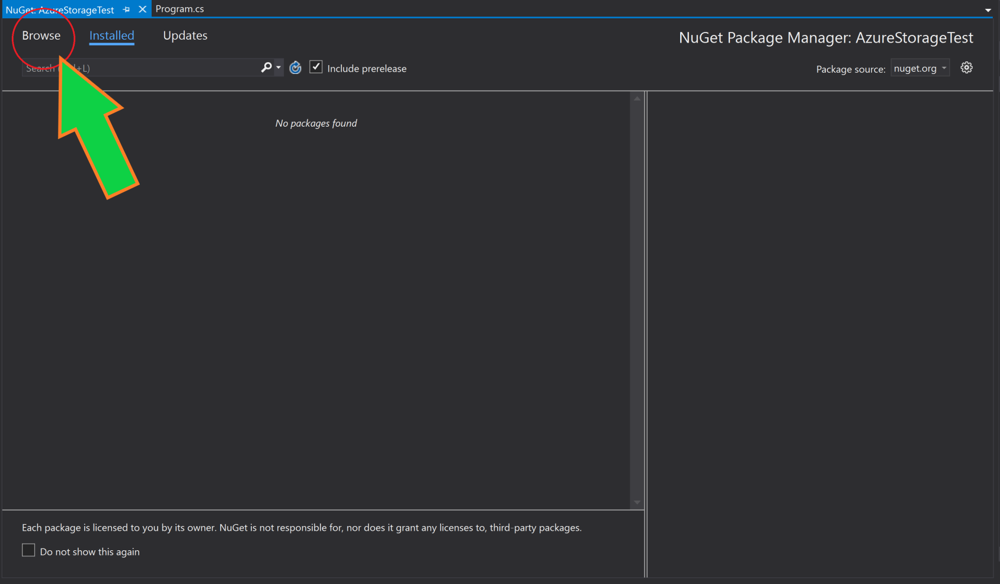 NuGet: AzureStorageTest Program.cs
Browse Installed Updates
NuGet Package Manager: AzureStorageTest
Search ( +L)
Include prerelease
Package source: nuget.org
No packages found
Each package is licensed to you by its owner. NuGet is not responsible for, nor does it grant any licenses to, third-party packages.
Do not show this again